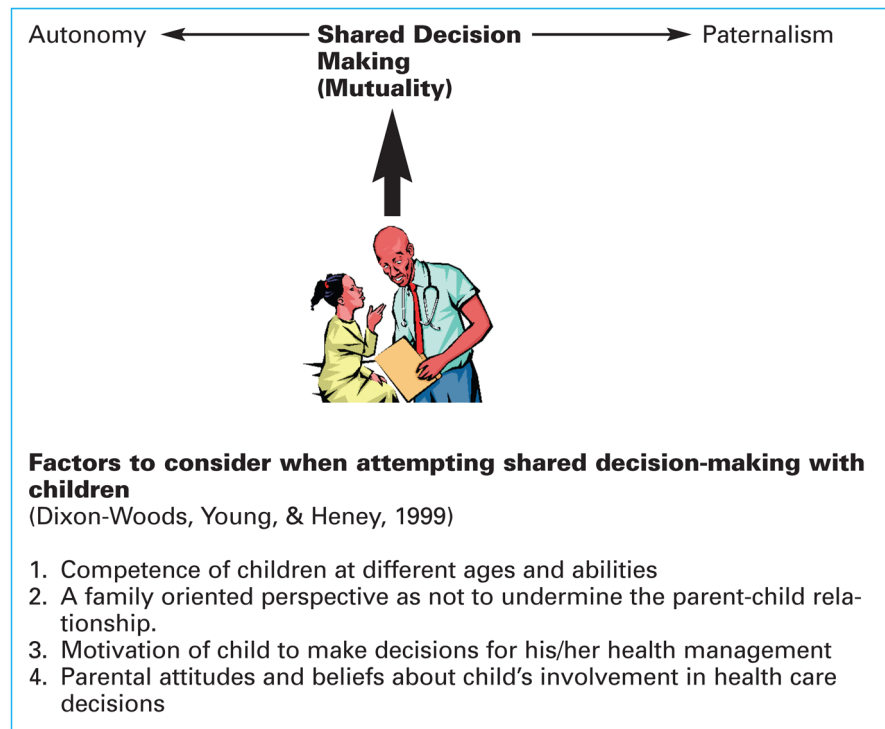 Autonomy Shared Decision Paternalism
Making
(Mutuality)
Factors to consider when attempting shared decision-making with
children
(Dixon-Woods, Young, & Heney, 1999)
1. Competence of children at different ages and abilities
2. A family oriented perspective as not to undermine the parent-child rela-
tionship.
3. Motivation of child to make decisions for his/her health management
4. Parental attitudes and beliefs about child’s involvement in health care
decisions